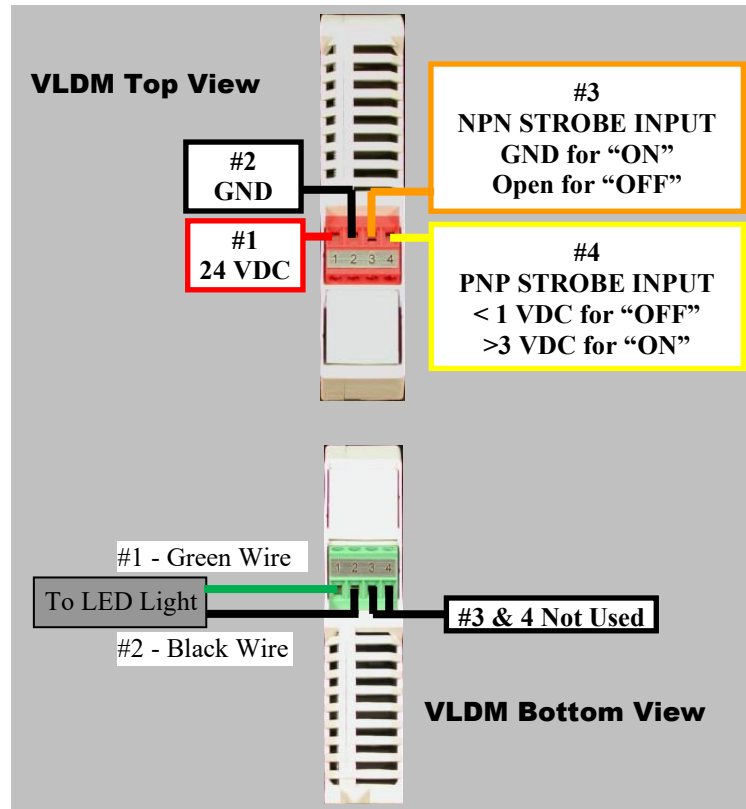 VLDM Top View
#3
NPN STROBE INPUT
GND for “ON”
Open for “OFF”
#2
GND
#1
24 VDC
1 2 3 4
#4
PNP STROBE INPUT
< 1 VDC for “OFF”
>3 VDC for “ON”
#1 - Green Wire
1 2 3 4
To LED Light
#3 & 4 Not Used
#2 - Black Wire
VLDM Bottom View